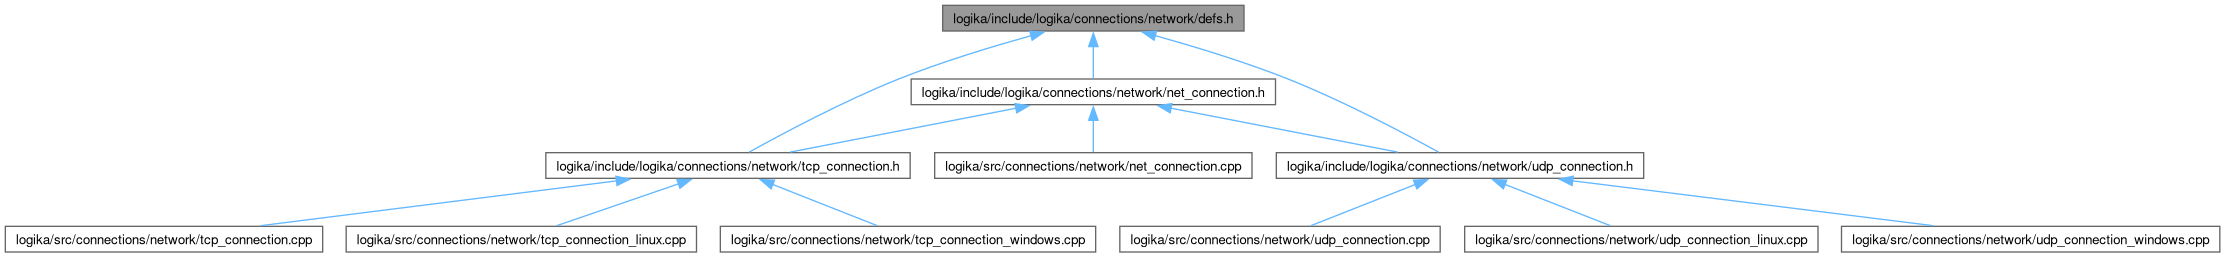 logika/include/logika/connections/network/defs.h
logika/include/logika/connections/network/net_connection.h
logika/include/logika/connections/network/tcp_connection.h
logika/src/connections/network/net_connection.cpp
logika/include/logika/connections/network/udp_connection.h
logika/src/connections/network/tcp_connection.cpp
logika/src/connections/network/tcp_connection_linux.cpp
logika/src/connections/network/tcp_connection_windows.cpp
logika/src/connections/network/udp_connection.cpp
logika/src/connections/network/udp_connection_linux.cpp
logika/src/connections/network/udp_connection_windows.cpp